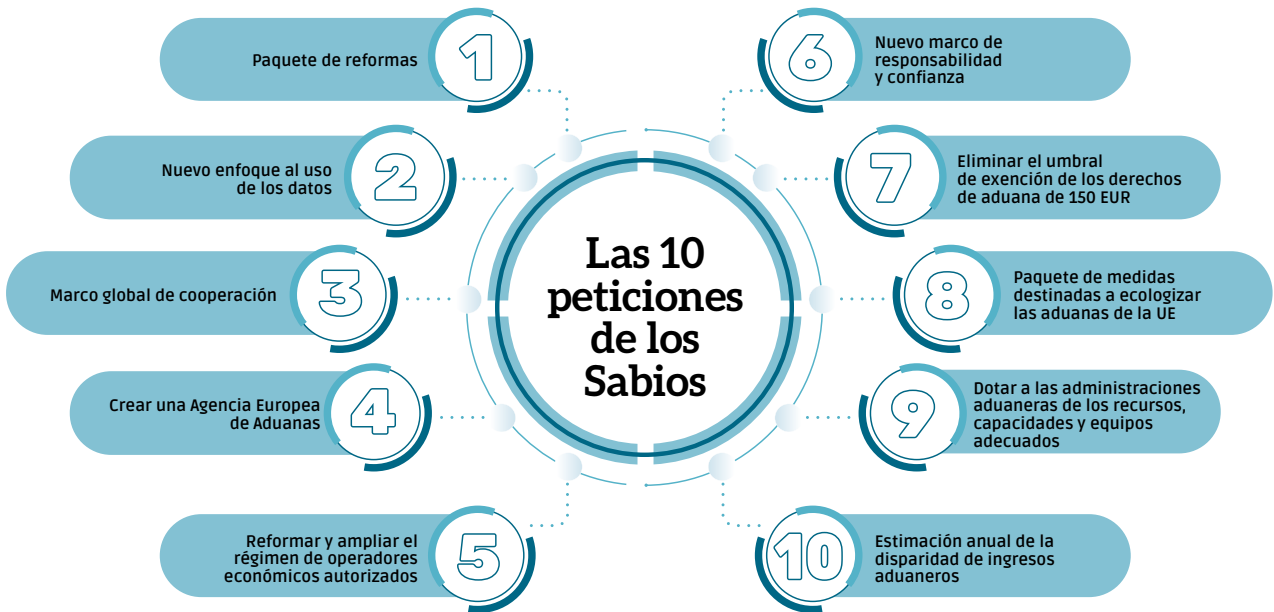 Las 10
peticiones
de los
Sabios
1
Paquete de reformas
2
Nuevo enfoque al uso
de los datos
3
Marco global de cooperación
4
Crear una Agencia Europea
de Aduanas
5
Reformar y ampliar el
régimen de operadores
económicos autorizados
6
Nuevo marco de
responsabilidad
y confianza
7
Eliminar el umbral
de exención de los derechos
de aduana de 150 EUR
8
Paquete de medidas
destinadas a ecologizar
las aduanas de la UE
9
Dotar a las administraciones
aduaneras de los recursos,
capacidades y equipos
adecuados
10
Estimación anual de la
disparidad de ingresos
aduaneros